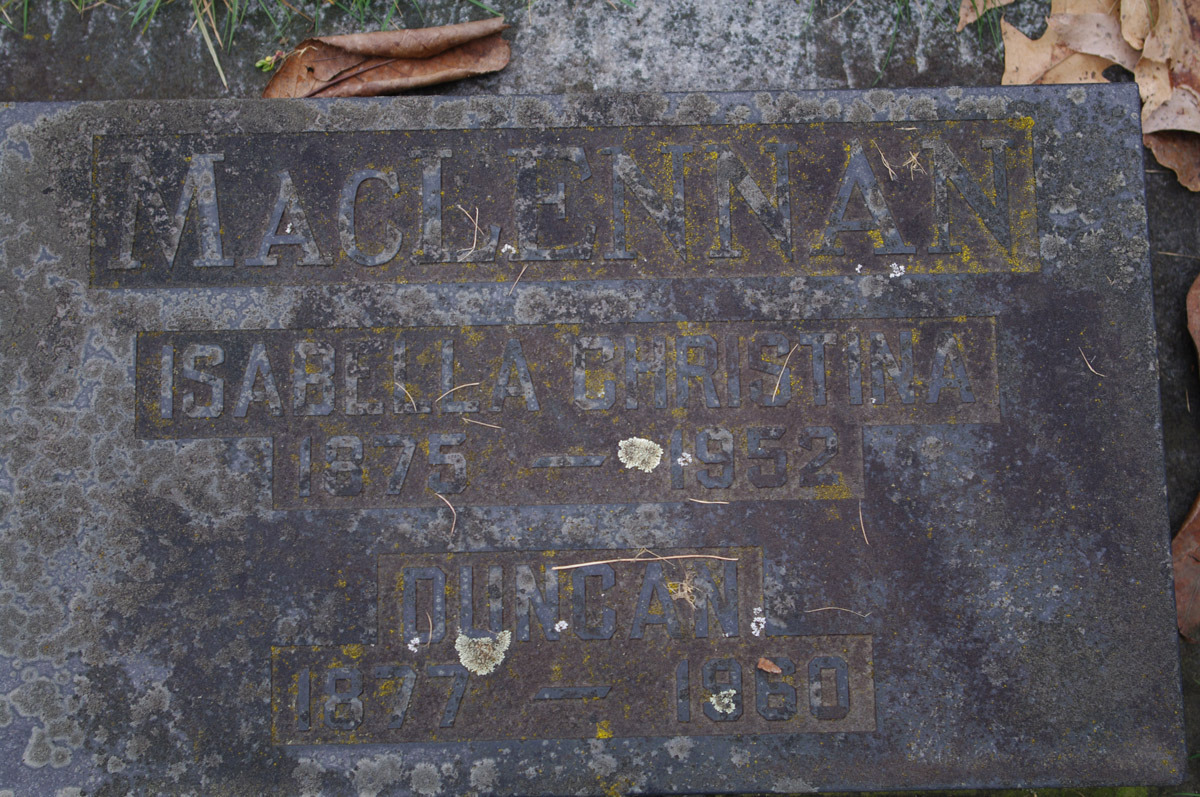 MacLENNAN
ISABELLA CHRISTINA
1875 — 1952
DUNCAN
1877 — 1960